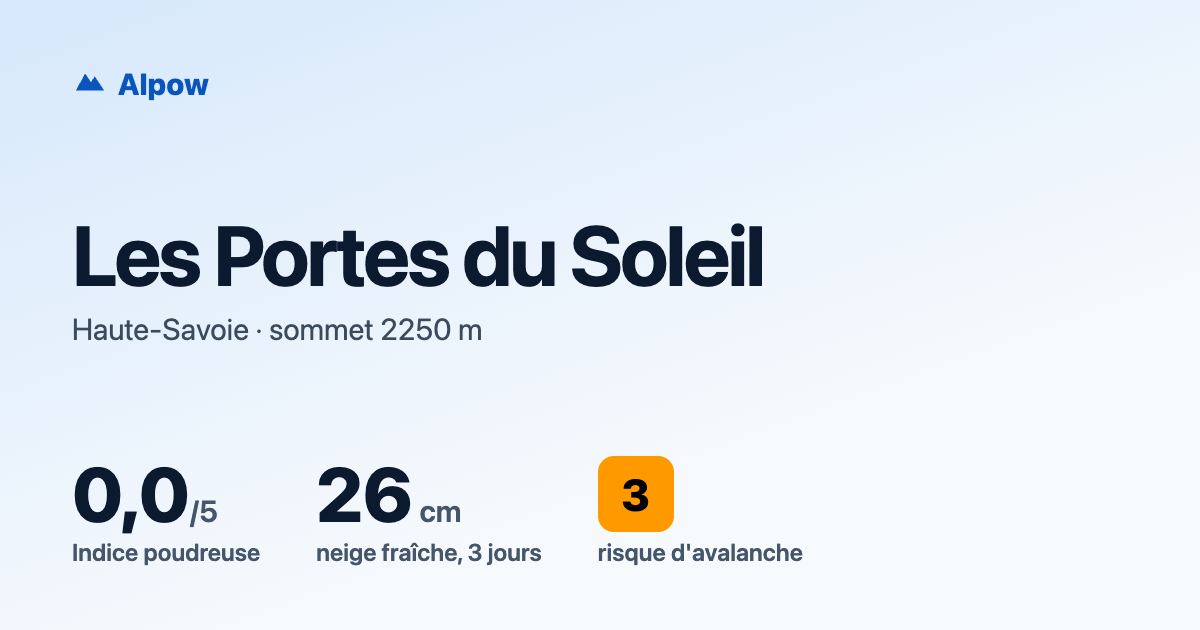 Alpow
Les Portes du Soleil
Haute-Savoie · sommet 2250 m
0,0/5
Indice poudreuse
26 cm
neige fraîche, 3 jours
3
risque d'avalanche